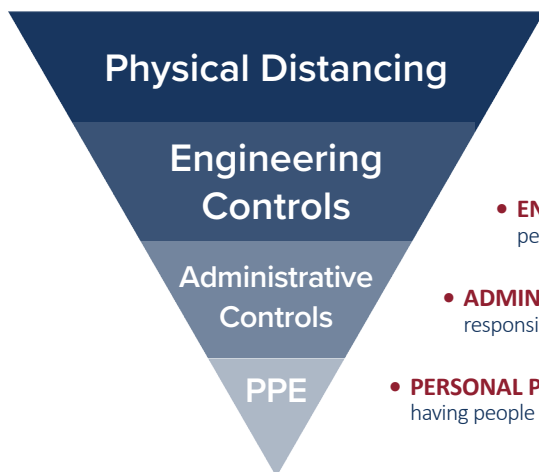 Physical Distancing
Engineering
Controls
Administrative
Controls
PPE
• EN
pe
• ADMIN
responsi
• PERSONAL P
having people